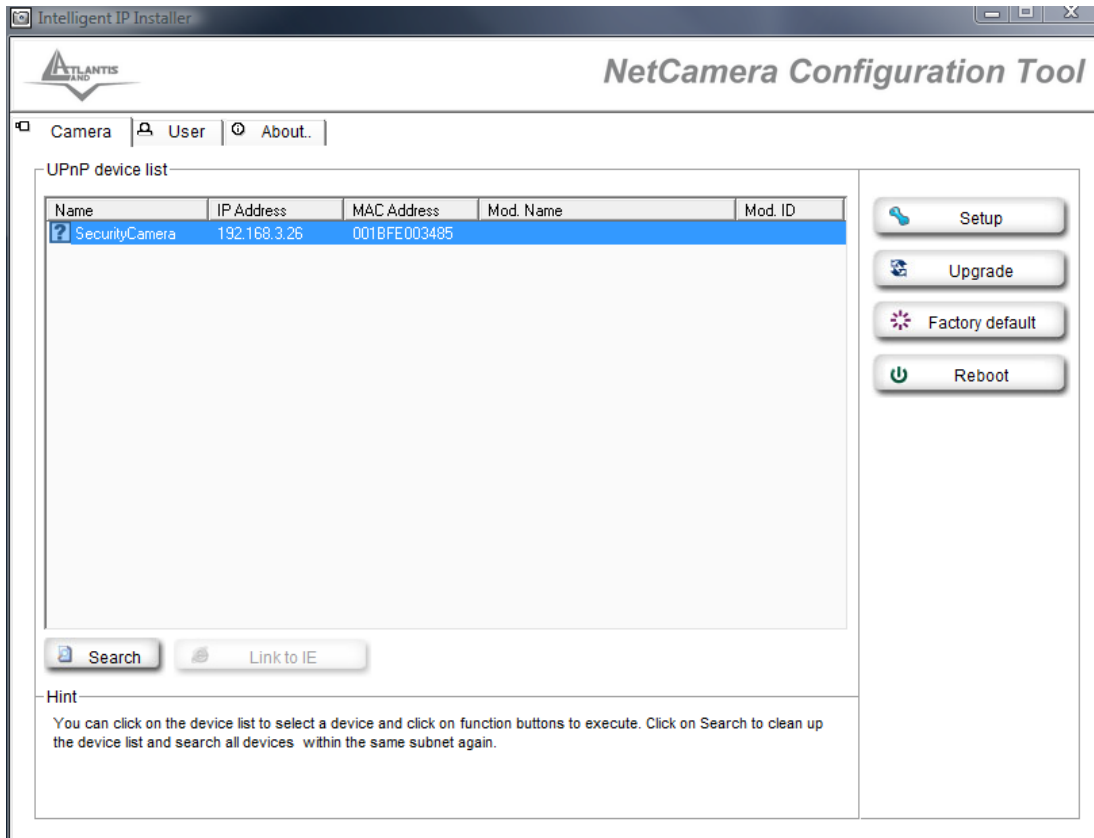 Intelligent IP Installer
ATLANTIS
LAND
NetCamera Configuration Tool
Camera User About..
UPnP device list
Name IP Address MAC Address Mod. Name Mod. ID
SecurityCamera 192.168.3.26 001BFE003485
Setup
Upgrade
Factory default
Reboot
Search Link to IE
Hint
You can click on the device list to select a device and click on function buttons to execute. Click on Search to clean up
the device list and search all devices within the same subnet again.